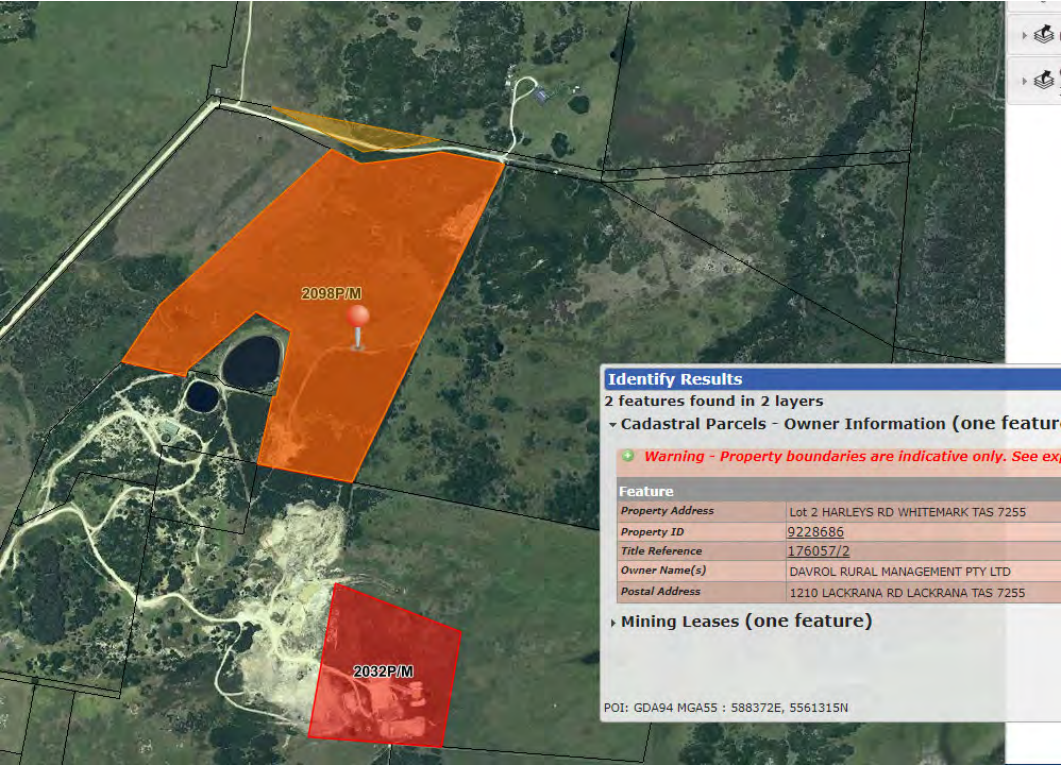 2098P/M
2032P/M
Identify Results
2 features found in 2 layers
Cadastral Parcels - Owner Information (one featur
Warning - Property boundaries are indicative only. See ex
Feature
Property Address Lot 2 HARLEYS RD WHITEMARK TAS 7255
Property ID 9228686
Title Reference 176057/2
Owner Name(s) DAVROL RURAL MANAGEMENT PTY LTD
Postal Address 1210 LACKRANA RD LACKRANA TAS 7255
Mining Leases (one feature)
POI: GDA94 MGA55 : 588372E, 5561315N